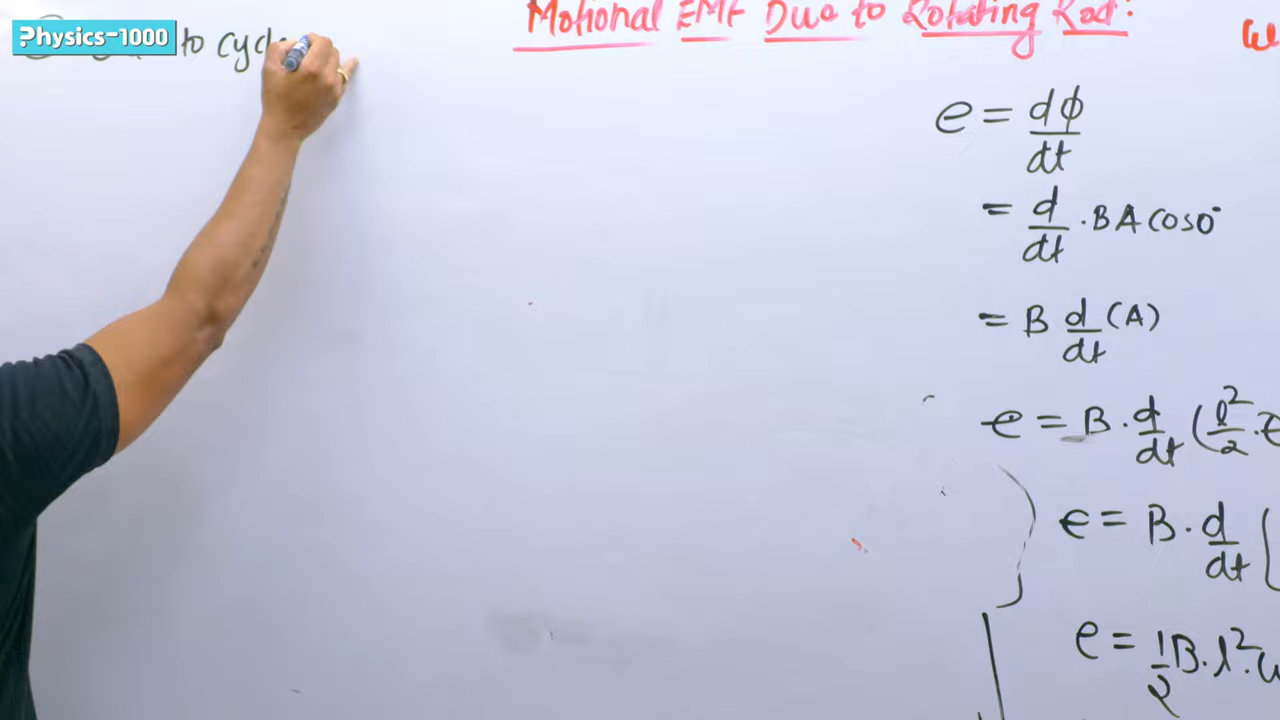 Physics-1000
to cycle
Motional EMF Due to Rotating Rod:
e = dϕ/dt
= d/dt . BA cos0°
= B d/dt (A)
e = B . d/dt (l²/2 .
e = B . d/dt (
e = 1/2 B . l² . ω